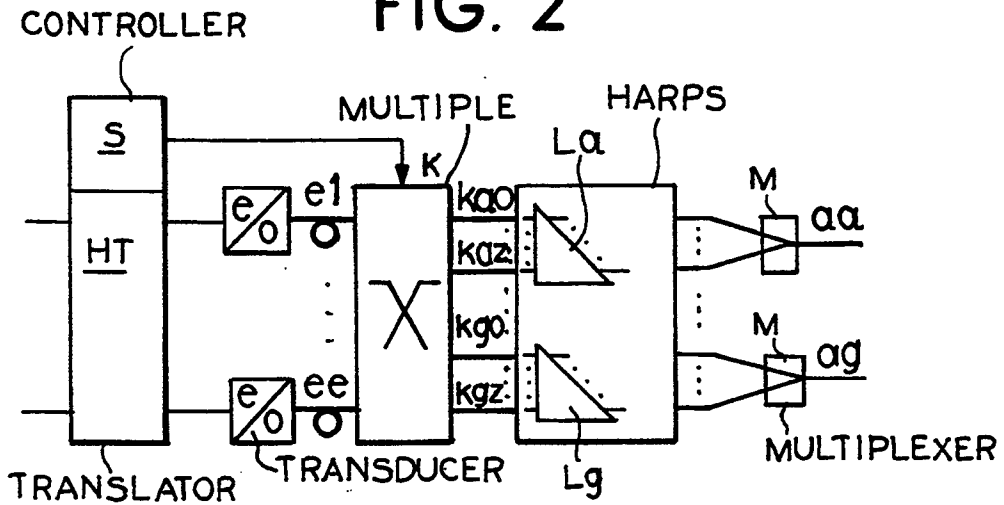 FIG. 2
CONTROLLER
S
HT
TRANSLATOR
e/o
e1
e/o
ee
TRANSDUCER
MULTIPLE
K
kao
kaz
kgo
kgz
HARPS
La
Lg
M
aa
M
ag
MULTIPLEXER